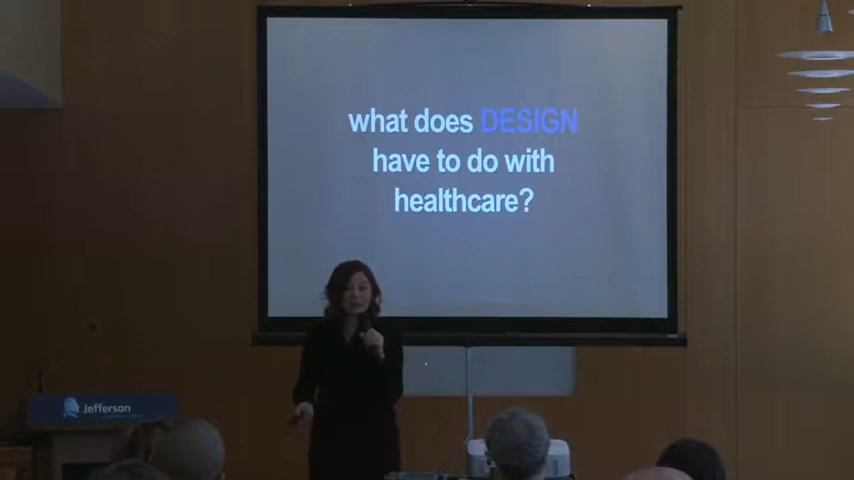 what does DESIGN
have to do with
healthcare?
Jefferson